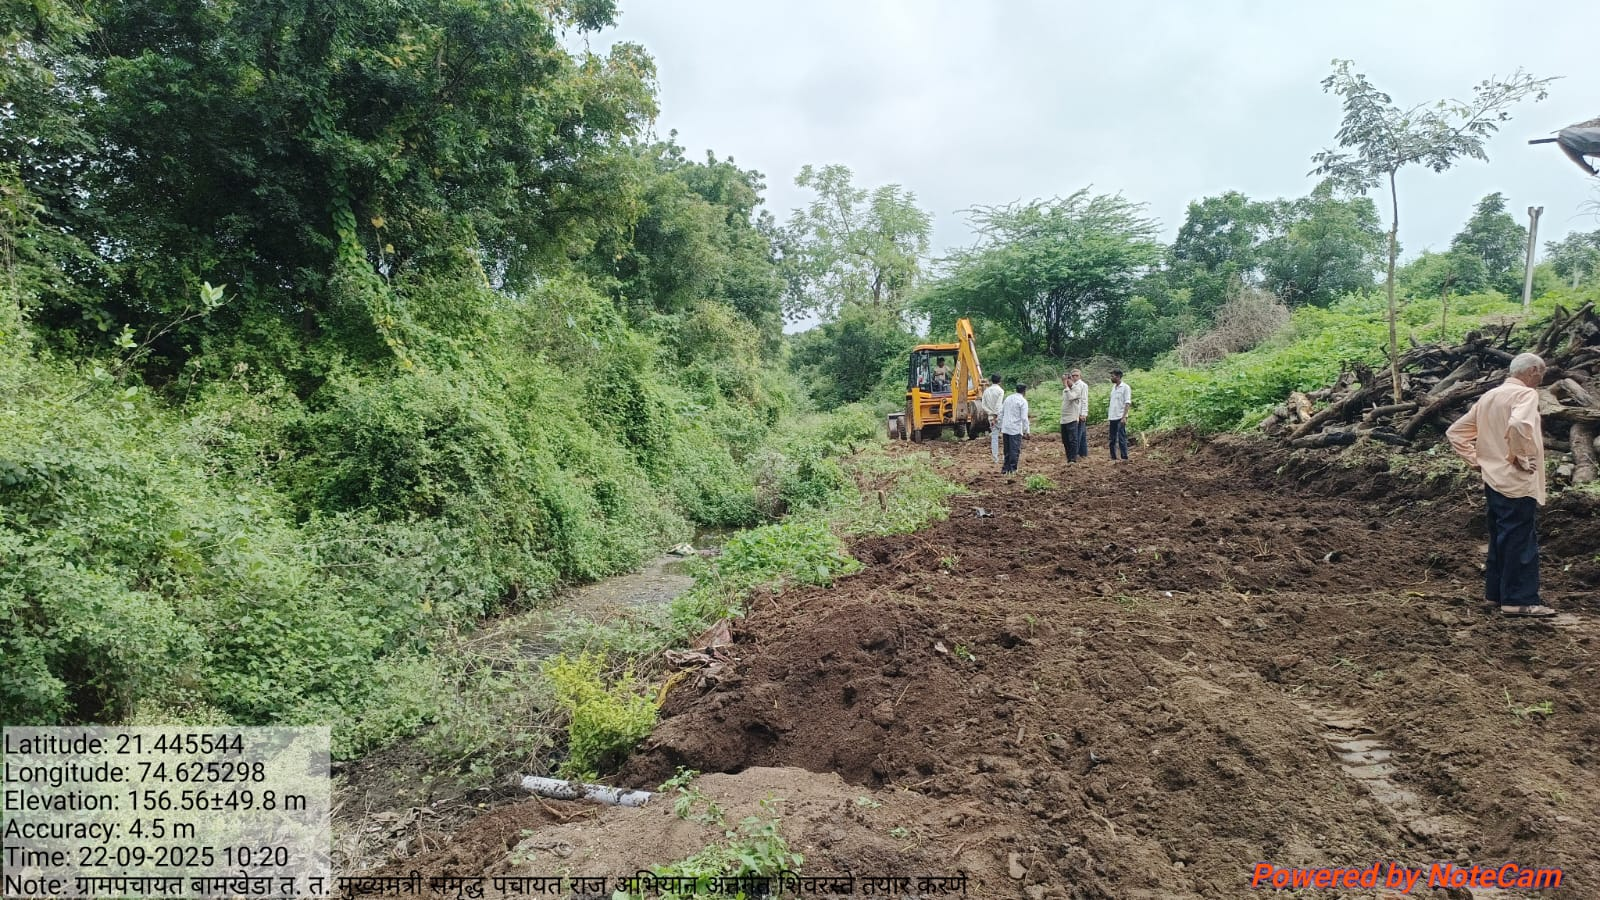 Latitude: 21.445544
Longitude: 74.625298
Elevation: 156.56±49.8 m
Accuracy: 4.5 m
Time: 22-09-2025 10:20
Note: ग्रामपंचायत बामखेडा त. त. मुख्यमंत्री समृद्ध पंचायत राज अभियान अंतर्गत शिवरस्ते तयार करणे
Powered by NoteCam